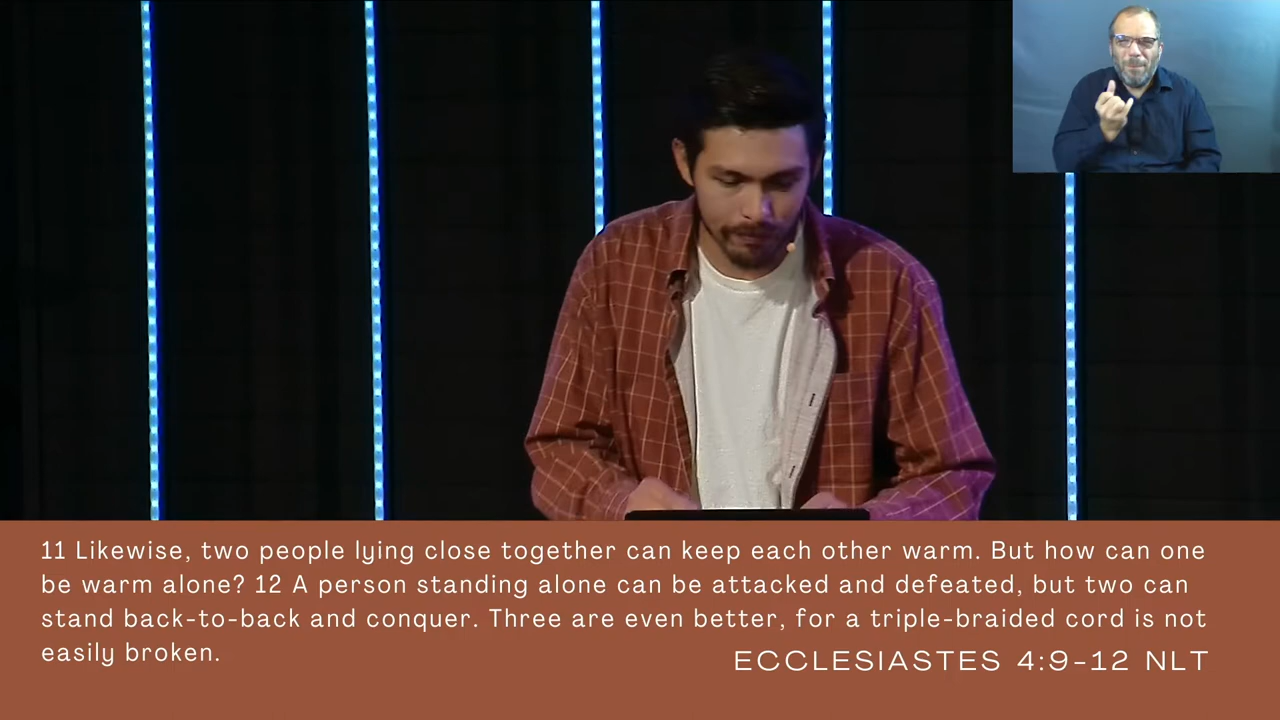 11 Likewise, two people lying close together can keep each other warm. But how can one
be warm alone? 12 A person standing alone can be attacked and defeated, but two can
stand back-to-back and conquer. Three are even better, for a triple-braided cord is not
easily broken.
ECCLESIASTES 4:9-12 NLT